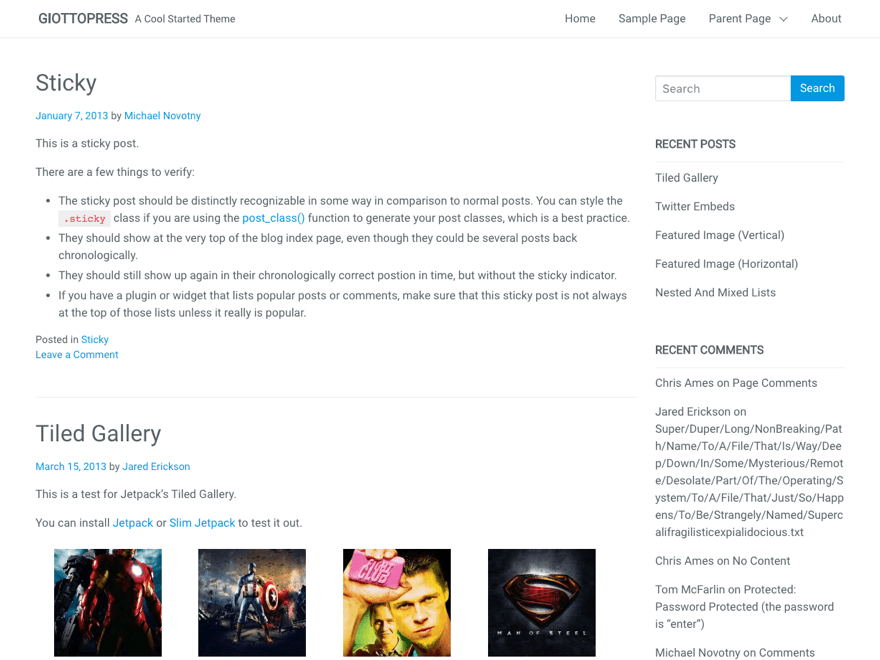 GIOTTOPRESS A Cool Started Theme
Home Sample Page Parent Page About
Sticky
January 7, 2013 by Michael Novotny
This is a sticky post.
There are a few things to verify:
The sticky post should be distinctly recognizable in some way in comparison to normal posts. You can style the
.sticky class if you are using the post_class() function to generate your post classes, which is a best practice.
They should show at the very top of the blog index page, even though they could be several posts back
chronologically.
They should still show up again in their chronologically correct postion in time, but without the sticky indicator.
If you have a plugin or widget that lists popular posts or comments, make sure that this sticky post is not always
at the top of those lists unless it really is popular.
Posted in Sticky
Leave a Comment
Tiled Gallery
March 15, 2013 by Jared Erickson
This is a test for Jetpack’s Tiled Gallery.
You can install Jetpack or Slim Jetpack to test it out.
FIGHT CLUB
MAN OF STEEL
Search Search
RECENT POSTS
Tiled Gallery
Twitter Embeds
Featured Image (Vertical)
Featured Image (Horizontal)
Nested And Mixed Lists
RECENT COMMENTS
Chris Ames on Page Comments
Jared Erickson on
Super/Duper/Long/NonBreaking/Pat
h/Name/To/A/File/That/Is/Way/Dee
p/Down/In/Some/Mysterious/Remot
e/Desolate/Part/Of/The/Operating/S
ystem/To/A/File/That/Just/So/Happ
ens/To/Be/Strangely/Named/Superc
alifragilisticexpialidocious.txt
Chris Ames on No Content
Tom McFarlin on Protected:
Password Protected (the password
is “enter”)
Michael Novotny on Comments